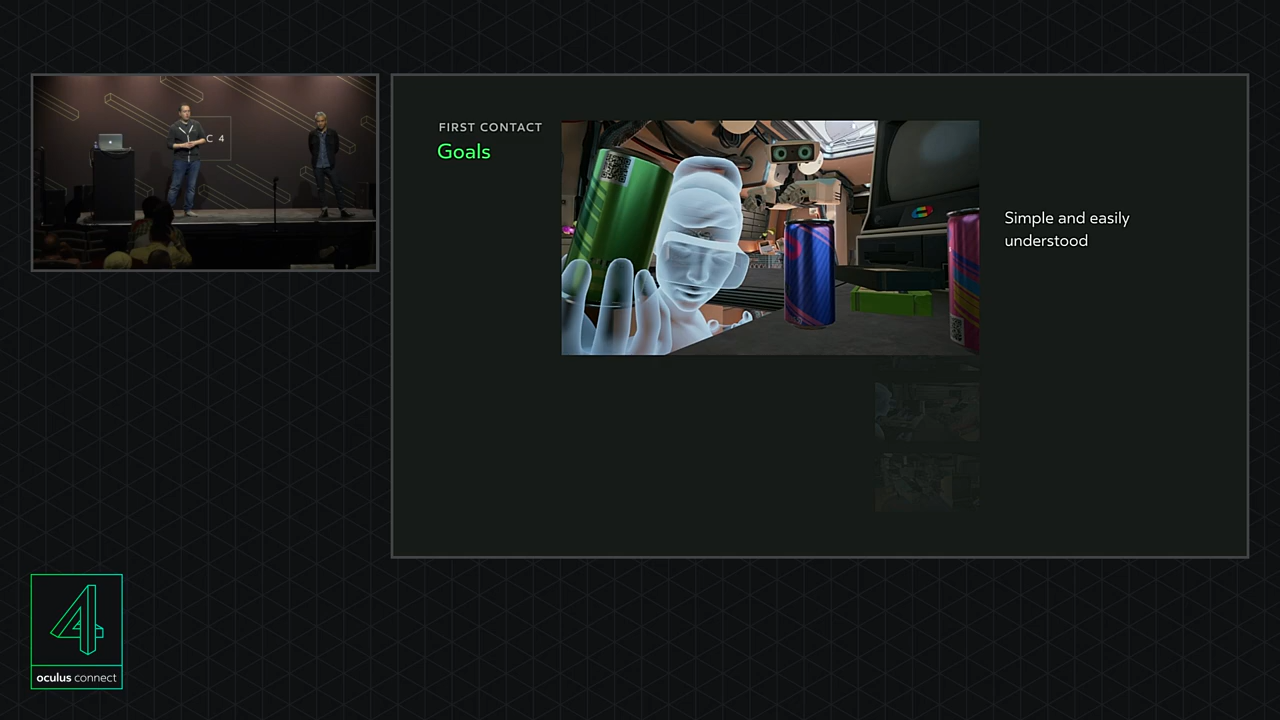 C 4
FIRST CONTACT
Goals
Simple and easily
understood
oculus connect